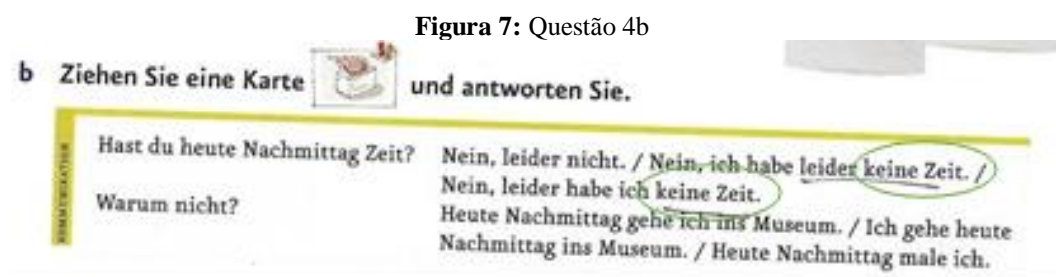 Figura 7: Questão 4b
b Ziehen Sie eine Karte und antworten Sie.
KOMMUNIKATION
Hast du heute Nachmittag Zeit? Nein, leider nicht. / Nein, ich habe leider keine Zeit. /
Nein, leider habe ich keine Zeit.
Warum nicht? Heute Nachmittag gehe ich ins Museum. / Ich gehe heute
Nachmittag ins Museum. / Heute Nachmittag male ich.